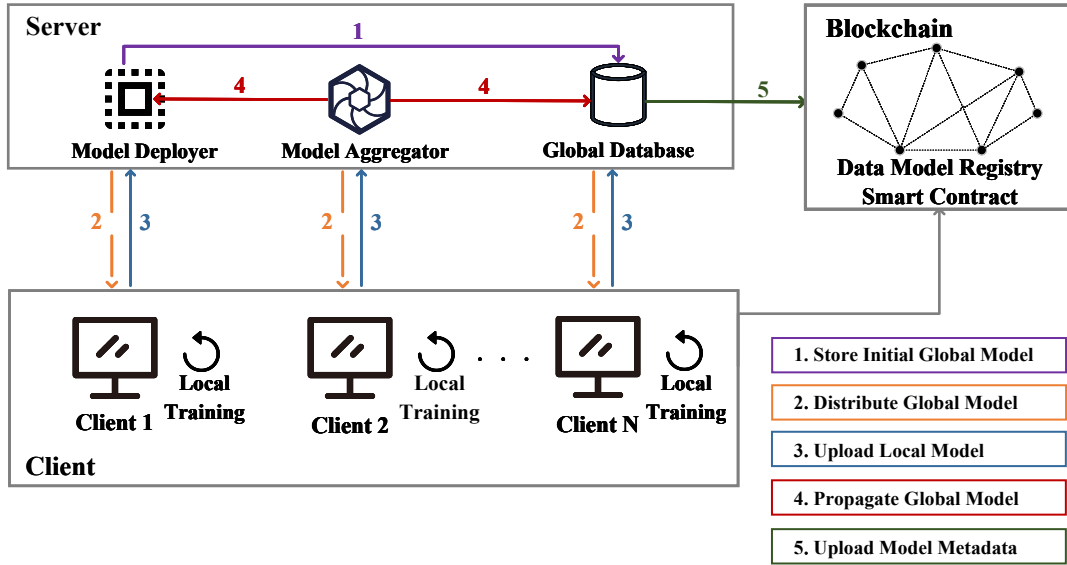 Server
Blockchain
1
4
4
5
Model Deployer
Model Aggregator
Global Database
Data Model Registry
Smart Contract
2
3
2
3
2
3
Local
Training
Client 1
Local
Training
Client 2
. . .
Local
Training
Client N
Client
1. Store Initial Global Model
2. Distribute Global Model
3. Upload Local Model
4. Propagate Global Model
5. Upload Model Metadata